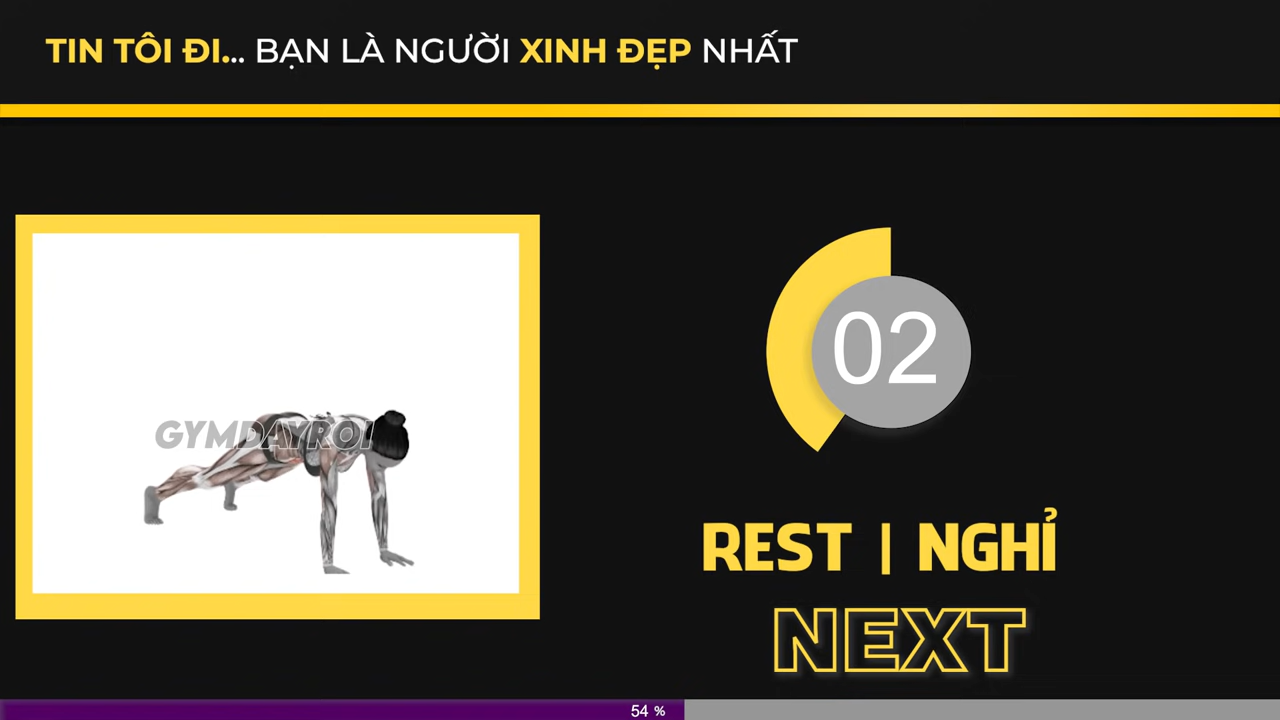 TIN TÔI ĐI... BẠN LÀ NGƯỜI XINH ĐẸP NHẤT
02
GYMDAYROI
REST | NGHỈ
NEXT
54 %